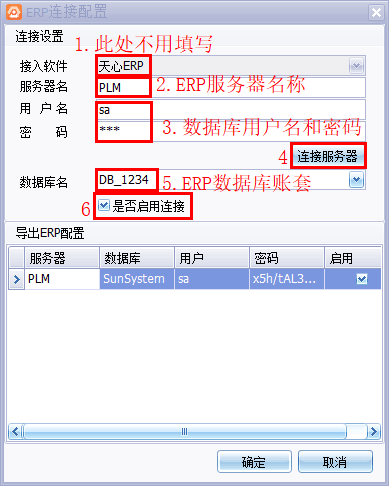 ERP连接配置
连接设置
1.此处不用填写
接入软件 天心ERP
服务器名 PLM 2.ERP服务器名称
用 户 名 sa
密 码 *** 3.数据库用户名和密码
4 连接服务器
数据库名 DB_1234 5.ERP数据库账套
6 是否启用连接
导出ERP配置
服务器 数据库 用户 密码 启用
PLM SunSystem sa x5h/tAL3...
确定 取消